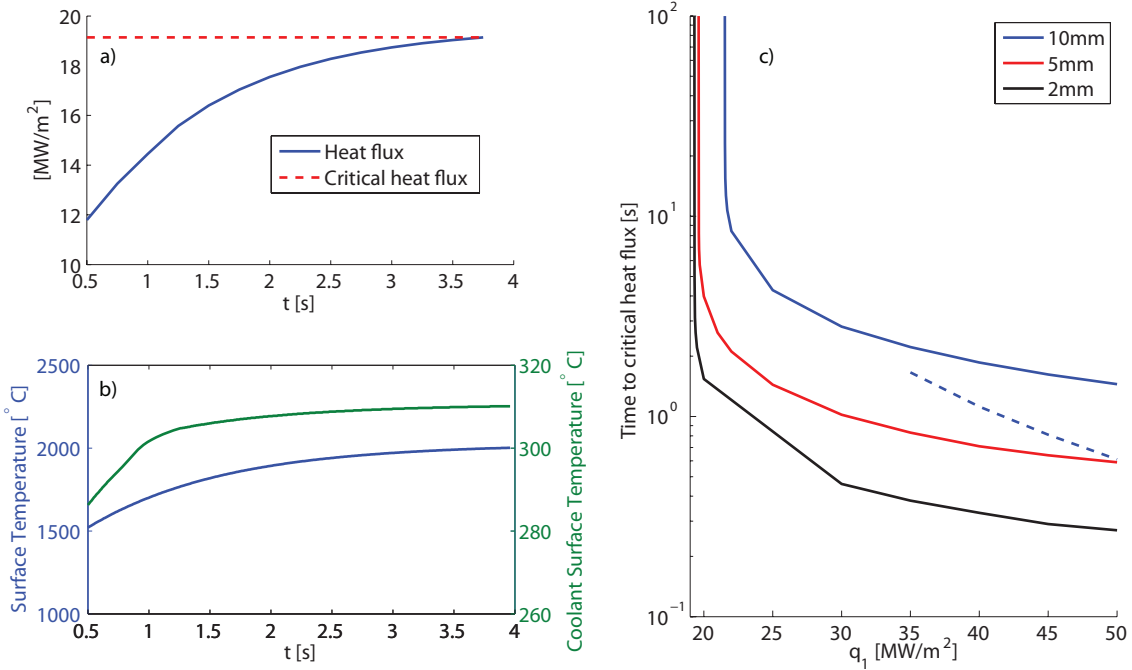 a)
20
18
16
14
12
10
[MW/m²]
Heat flux
Critical heat flux
0.5 1 1.5 2 2.5 3 3.5 4
t [s]
b)
2500
2000
1500
1000
Surface Temperature [°C]
320
300
280
260
Coolant Surface Temperature [°C]
0.5 1 1.5 2 2.5 3 3.5 4
t [s]
c)
10mm
5mm
2mm
10²
10¹
10⁰
10⁻¹
Time to critical heat flux [s]
20 25 30 35 40 45 50
q₁ [MW/m²]